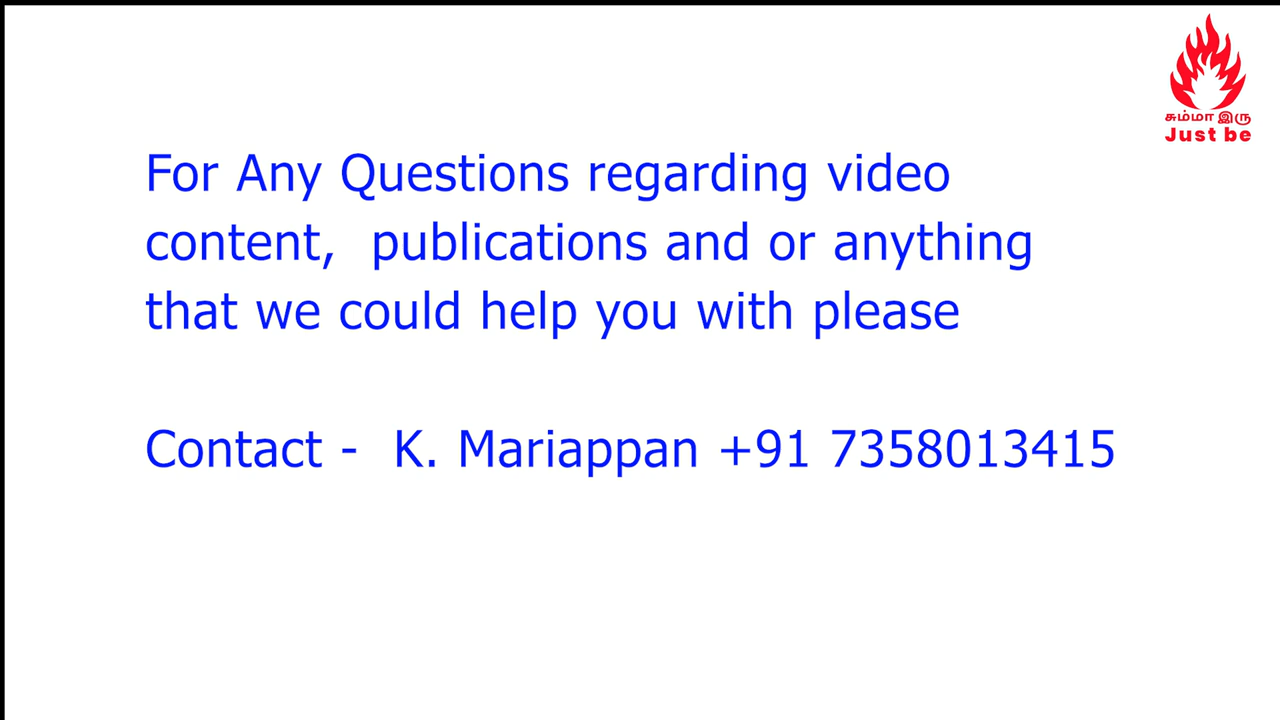 சும்மா இரு
Just be
For Any Questions regarding video
content,  publications and or anything
that we could help you with please
Contact -  K. Mariappan +91 7358013415